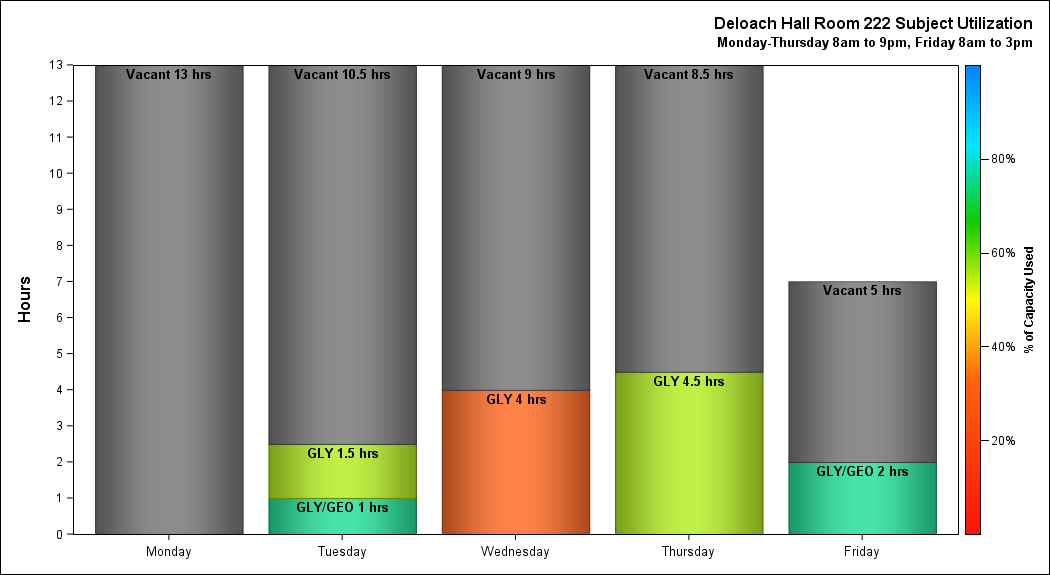 Deloach Hall Room 222 Subject Utilization
Monday-Thursday 8am to 9pm, Friday 8am to 3pm
Hours
13
12
11
10
9
8
7
6
5
4
3
2
1
0
Vacant 13 hrs
Vacant 10.5 hrs
GLY 1.5 hrs
GLY/GEO 1 hrs
Vacant 9 hrs
GLY 4 hrs
Vacant 8.5 hrs
GLY 4.5 hrs
Vacant 5 hrs
GLY/GEO 2 hrs
Monday
Tuesday
Wednesday
Thursday
Friday
80%
60%
40%
20%
% of Capacity Used